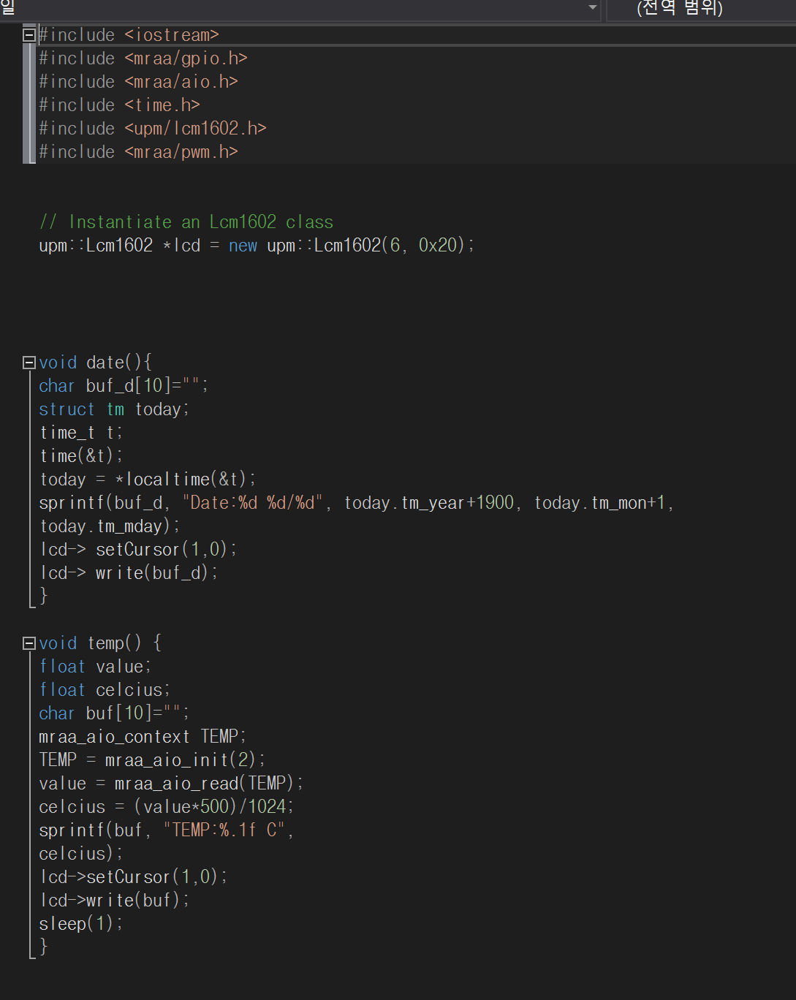 일
(전역 범위)
#include <iostream>
#include <mraa/gpio.h>
#include <mraa/aio.h>
#include <time.h>
#include <upm/lcm1602.h>
#include <mraa/pwm.h>
// Instantiate an Lcm1602 class
upm::Lcm1602 *lcd = new upm::Lcm1602(6, 0x20);
void date(){
char buf_d[10]="";
struct tm today;
time_t t;
time(&t);
today = *localtime(&t);
sprintf(buf_d, "Date:%d %d/%d", today.tm_year+1900, today.tm_mon+1,
today.tm_mday);
lcd-> setCursor(1,0);
lcd-> write(buf_d);
}
void temp() {
float value;
float celcius;
char buf[10]="";
mraa_aio_context TEMP;
TEMP = mraa_aio_init(2);
value = mraa_aio_read(TEMP);
celcius = (value*500)/1024;
sprintf(buf, "TEMP:%.1f C",
celcius);
lcd->setCursor(1,0);
lcd->write(buf);
sleep(1);
}